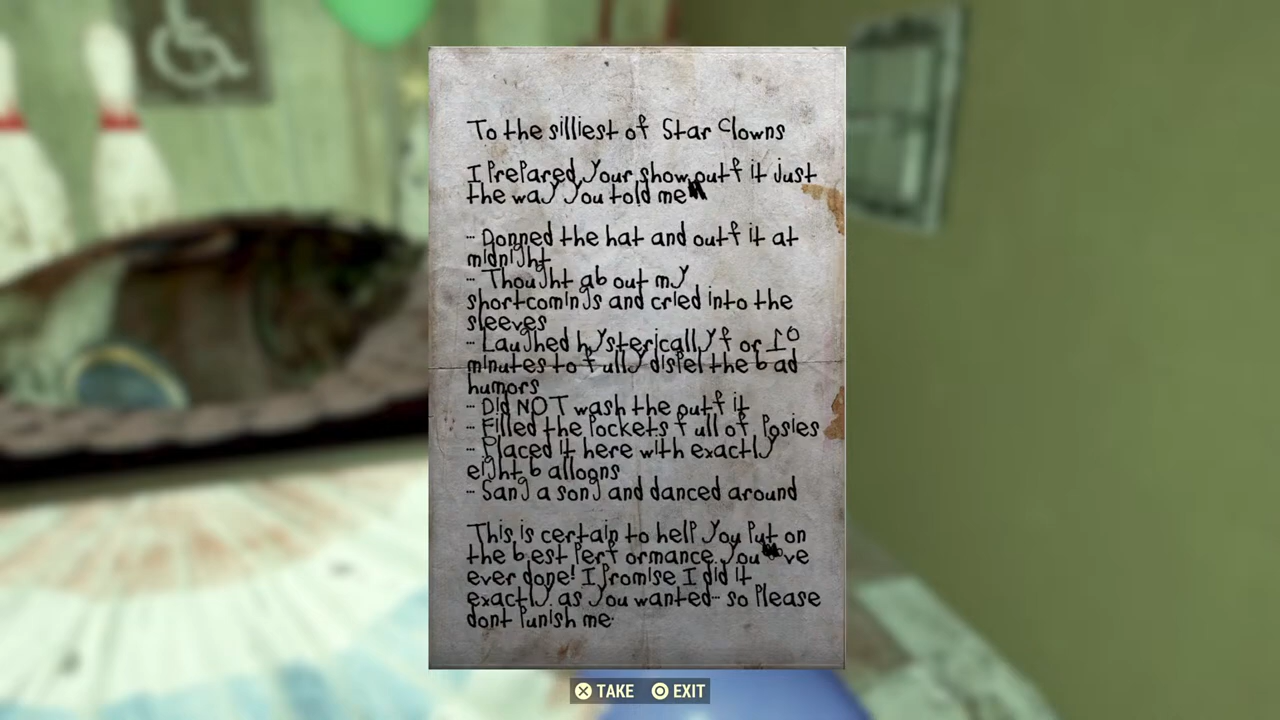 To the silliest of Star Clowns
I Prepared your show outfit just
the way you told me
- Donned the hat and outfit at
midnight
- Thought about my
shortcomings and cried into the
sleeves
- Laughed hysterically for 10
minutes to fully dispel the bad
humors
- Did NOT wash the outfit
- Filled the Pockets full of Posies
- Placed it here with exactly
eight balloons
- Sang a song and danced around
This is certain to help you put on
the best Performance you ve
ever done! I Promise I did it
exactly as you wanted- so Please
dont Punish me.
TAKE EXIT